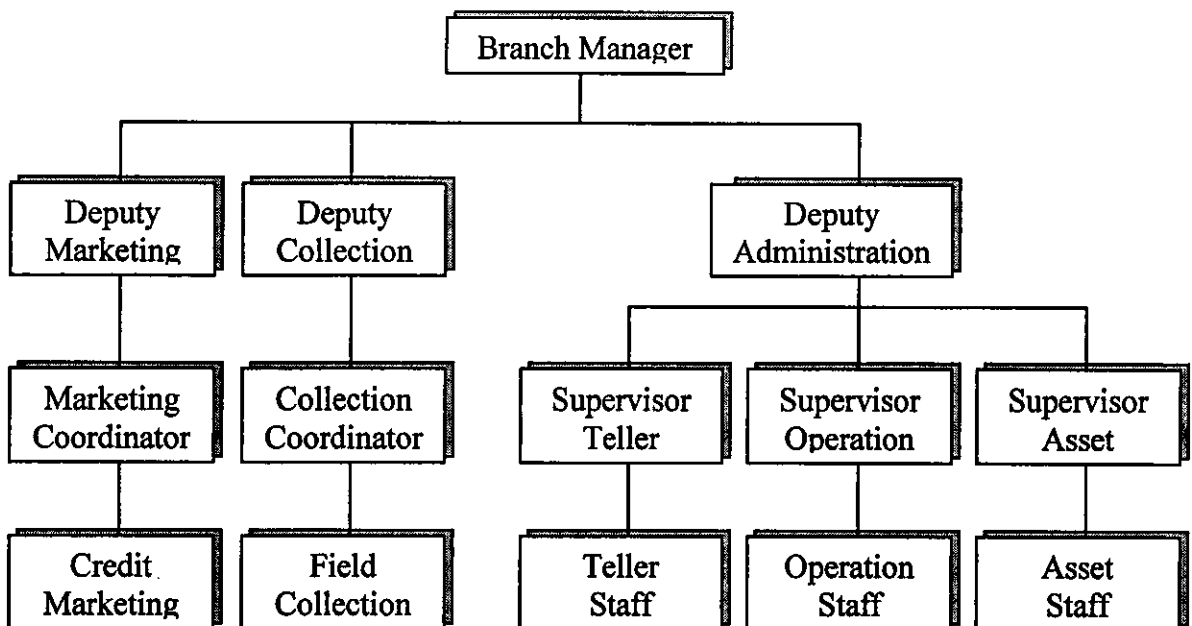 Branch Manager
Deputy
Marketing
Deputy
Collection
Deputy
Administration
Marketing
Coordinator
Collection
Coordinator
Supervisor
Teller
Supervisor
Operation
Supervisor
Asset
Credit
Marketing
Field
Collection
Teller
Staff
Operation
Staff
Asset
Staff